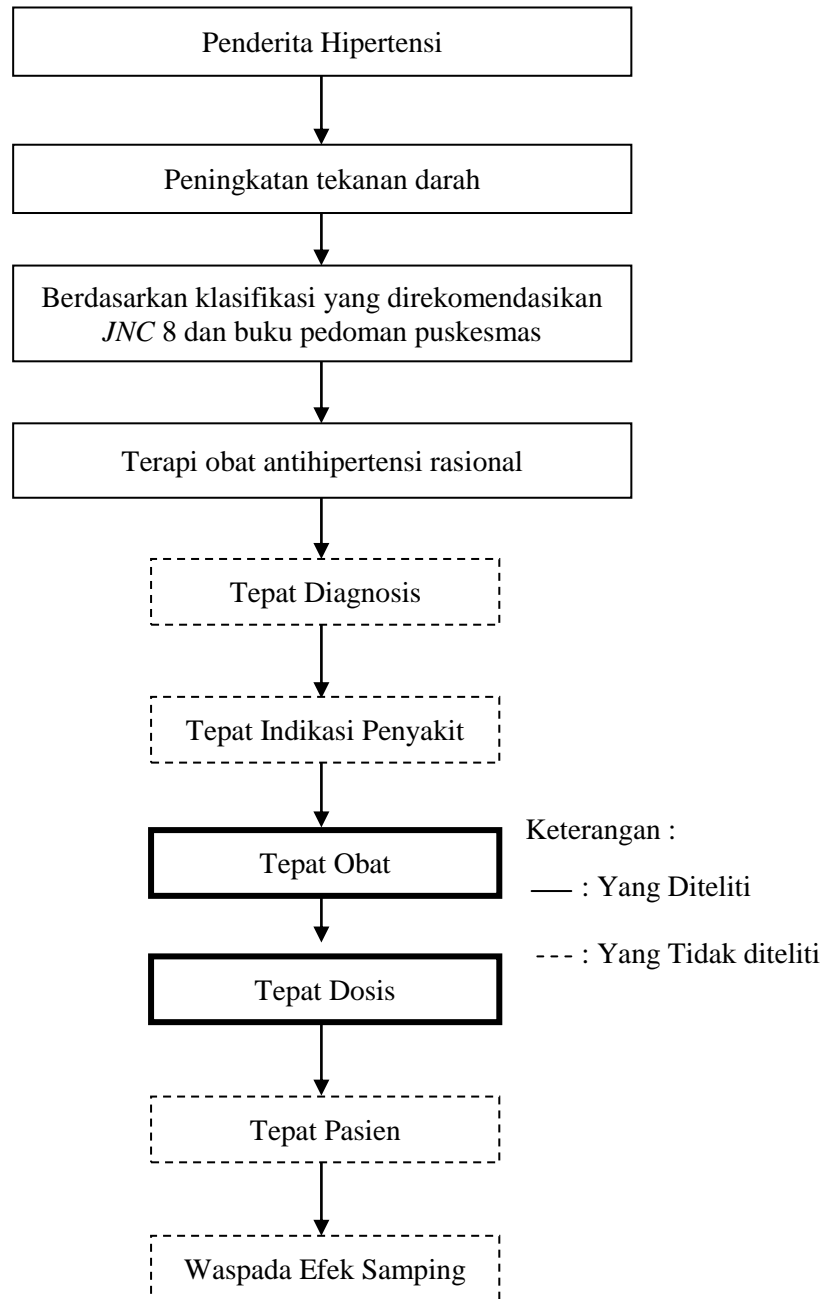 Penderita Hipertensi
Peningkatan tekanan darah
Berdasarkan klasifikasi yang direkomendasikan
JNC 8 dan buku pedoman puskesmas
Terapi obat antihipertensi rasional
Tepat Diagnosis
Tepat Indikasi Penyakit
Tepat Obat
Keterangan :
: Yang Diteliti
--- : Yang Tidak diteliti
Tepat Dosis
Tepat Pasien
Waspada Efek Samping